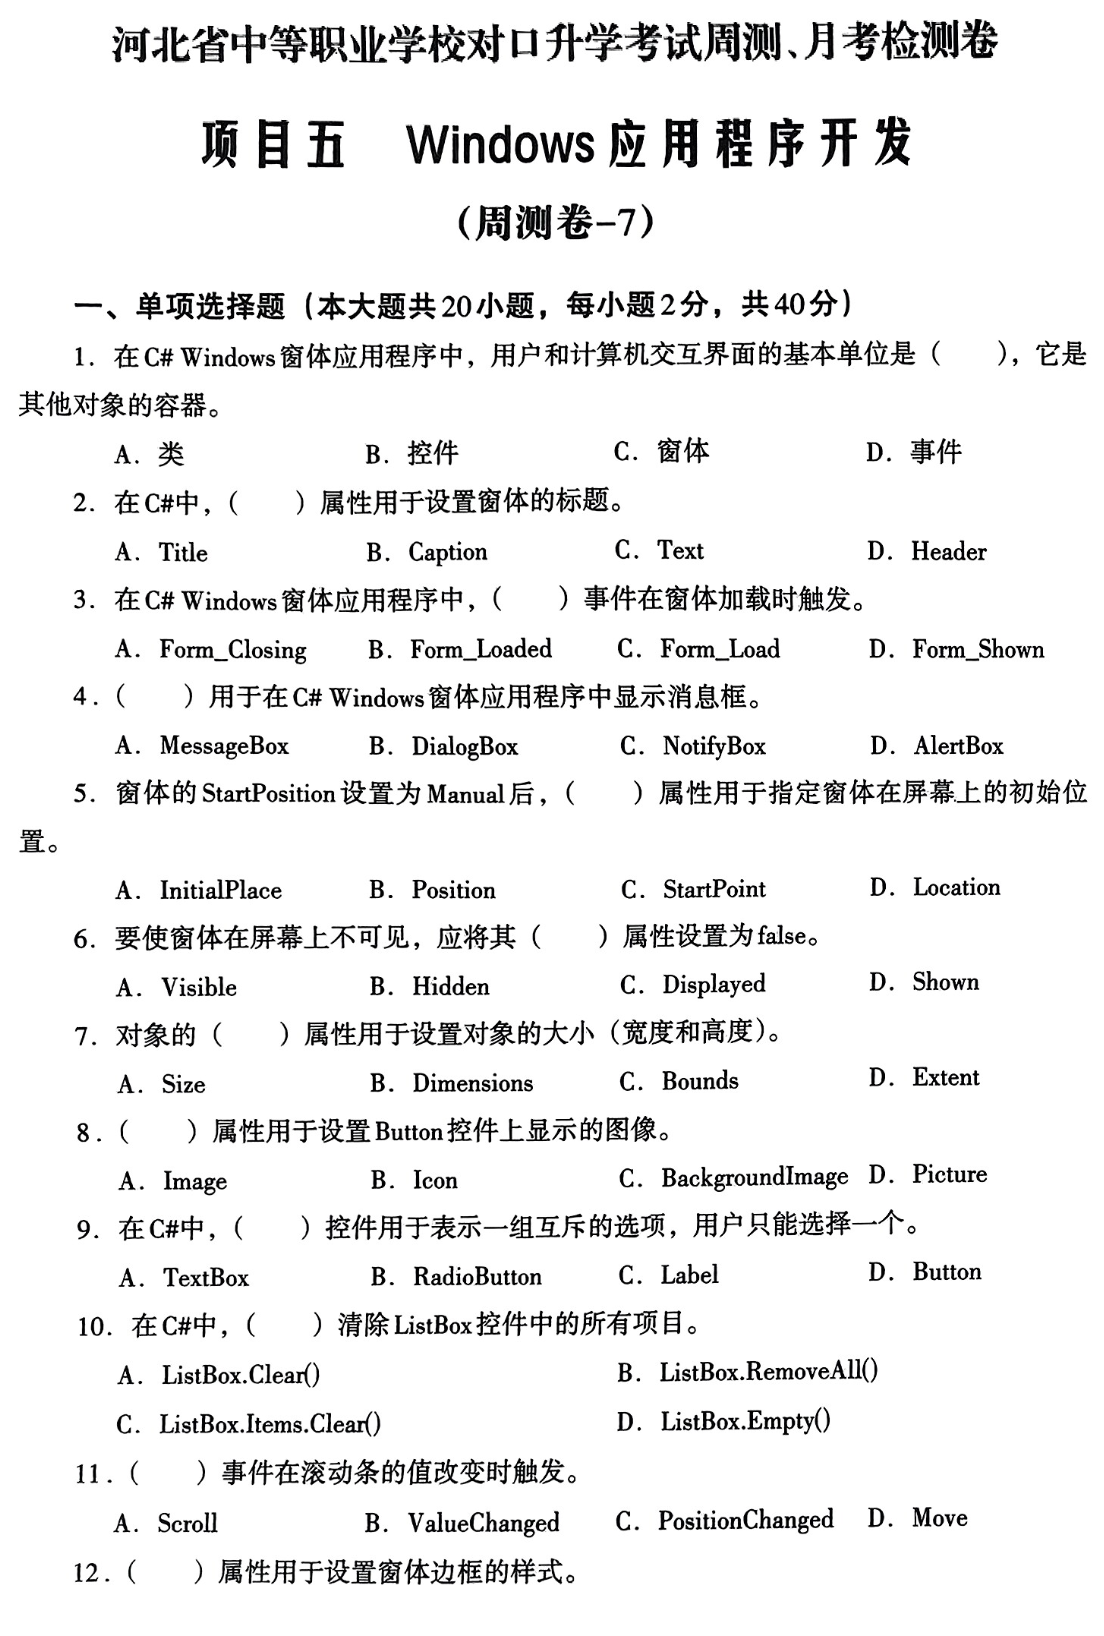 河北省中等职业学校对口升学考试周测、月考检测卷
项目五 Windows应用程序开发
（周测卷-7）
一、单项选择题（本大题共20小题，每小题2分，共40分）
1. 在C# Windows窗体应用程序中，用户和计算机交互界面的基本单位是（　　），它是
其他对象的容器。
A. 类 B. 控件 C. 窗体 D. 事件
2. 在C#中，（　　）属性用于设置窗体的标题。
A. Title B. Caption C. Text D. Header
3. 在C# Windows窗体应用程序中，（　　）事件在窗体加载时触发。
A. Form_Closing B. Form_Loaded C. Form_Load D. Form_Shown
4.（　　）用于在C# Windows窗体应用程序中显示消息框。
A. MessageBox B. DialogBox C. NotifyBox D. AlertBox
5. 窗体的StartPosition设置为Manual后，（　　）属性用于指定窗体在屏幕上的初始位
置。
A. InitialPlace B. Position C. StartPoint D. Location
6. 要使窗体在屏幕上不可见，应将其（　　）属性设置为false。
A. Visible B. Hidden C. Displayed D. Shown
7. 对象的（　　）属性用于设置对象的大小（宽度和高度）。
A. Size B. Dimensions C. Bounds D. Extent
8.（　　）属性用于设置Button控件上显示的图像。
A. Image B. Icon C. BackgroundImage D. Picture
9. 在C#中，（　　）控件用于表示一组互斥的选项，用户只能选择一个。
A. TextBox B. RadioButton C. Label D. Button
10. 在C#中，（　　）清除ListBox控件中的所有项目。
A. ListBox.Clear() B. ListBox.RemoveAll()
C. ListBox.Items.Clear() D. ListBox.Empty()
11.（　　）事件在滚动条的值改变时触发。
A. Scroll B. ValueChanged C. PositionChanged D. Move
12.（　　）属性用于设置窗体边框的样式。